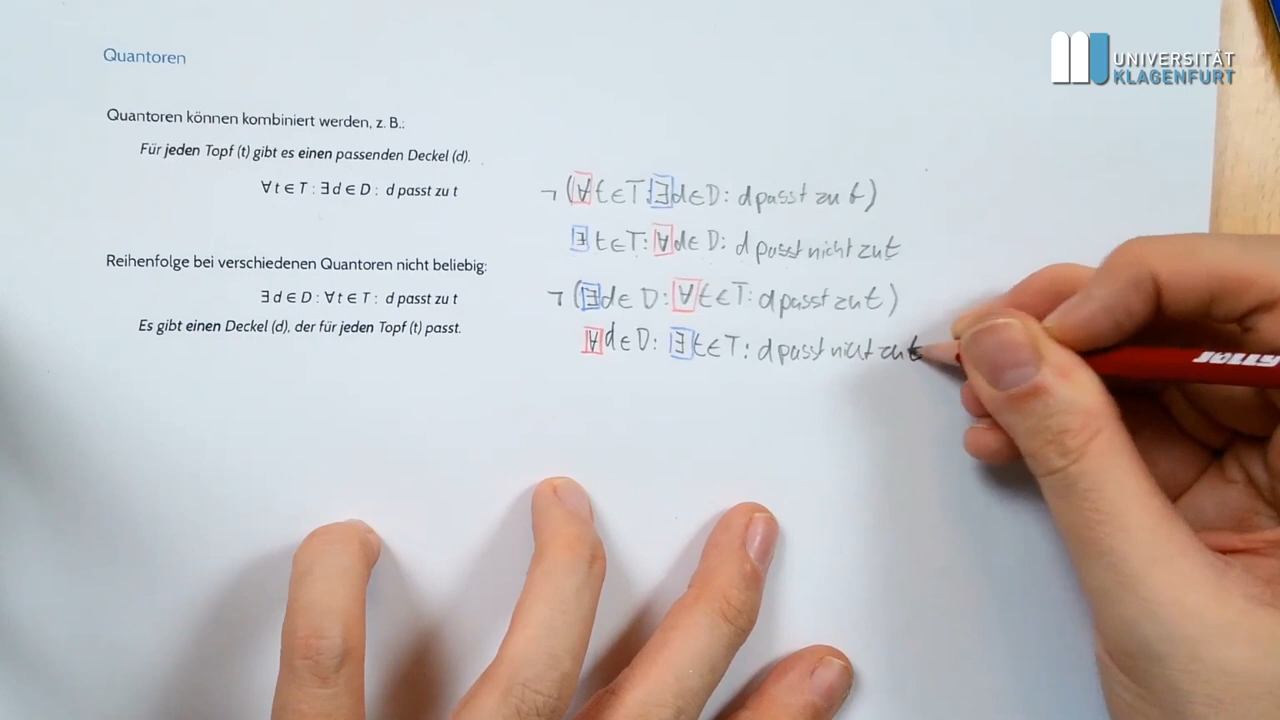 Quantoren
UNIVERSITÄT
KLAGENFURT
Quantoren können kombiniert werden, z. B.:
Für jeden Topf (t) gibt es einen passenden Deckel (d).
∀ t ∈ T : ∃ d ∈ D : d passt zu t
Reihenfolge bei verschiedenen Quantoren nicht beliebig:
∃ d ∈ D : ∀ t ∈ T : d passt zu t
Es gibt einen Deckel (d), der für jeden Topf (t) passt.
¬ (∀ t ∈ T : ∃ d ∈ D : d passt zu t)
∃ t ∈ T : ∀ d ∈ D : d passt nicht zu t
¬ (∃ d ∈ D : ∀ t ∈ T : d passt zu t)
∀ d ∈ D : ∃ t ∈ T : d passt nicht zu t
JOLLY